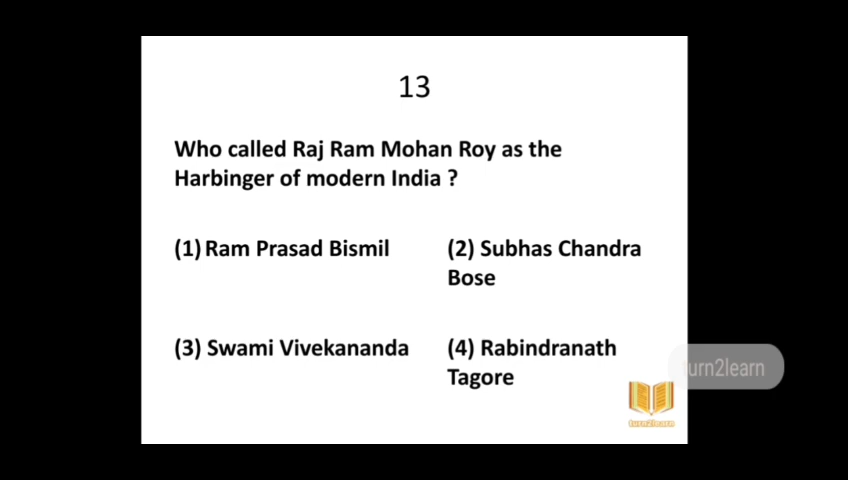 13
Who called Raj Ram Mohan Roy as the
Harbinger of modern India ?
(1) Ram Prasad Bismil
(2) Subhas Chandra
Bose
(3) Swami Vivekananda
(4) Rabindranath
Tagore
turn2learn
turn2learn